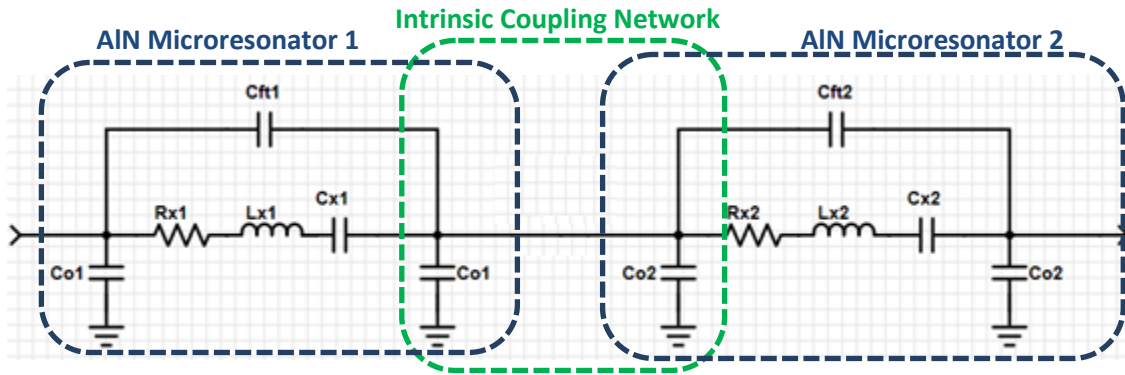 Intrinsic Coupling Network
AlN Microresonator 1
AlN Microresonator 2
Cft1
Cft2
Rx1
Lx1
Cx1
Rx2
Lx2
Cx2
Co1
Co1
Co2
Co2